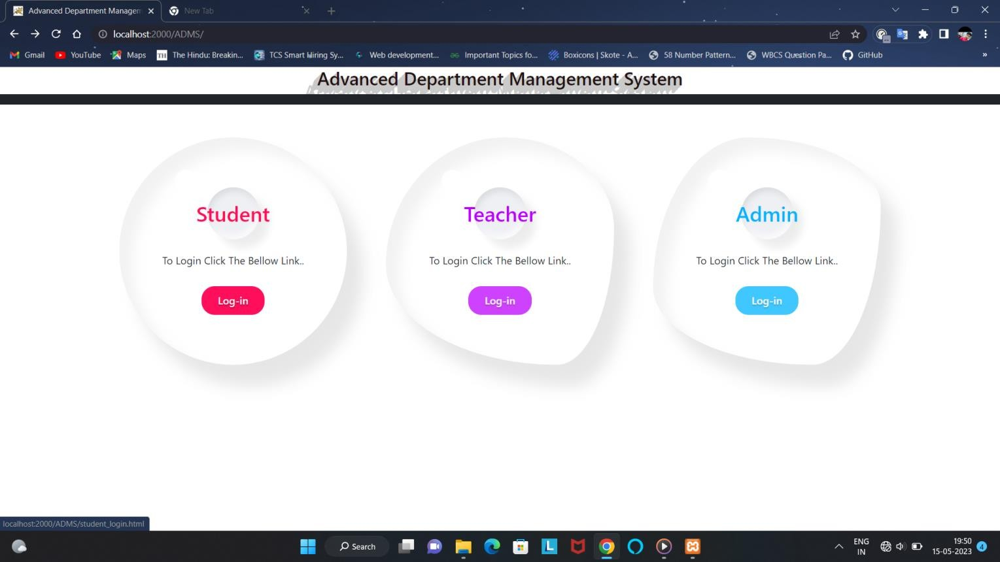 Advanced Department Managem
New Tab
localhost:2000/ADMS/
Gmail YouTube Maps TH The Hindu: Breakin... TCS Smart Hiring Sy... Web development... Important Topics fo... Boxicons | Skote - A... 58 Number Pattern... WBCS Question Pa... GitHub »
Advanced Department Management System
Student
To Login Click The Bellow Link..
Log-in
Teacher
To Login Click The Bellow Link..
Log-in
Admin
To Login Click The Bellow Link..
Log-in
localhost:2000/ADMS/student_login.html
Search
L
ENG
IN
19:50
15-05-2023
4